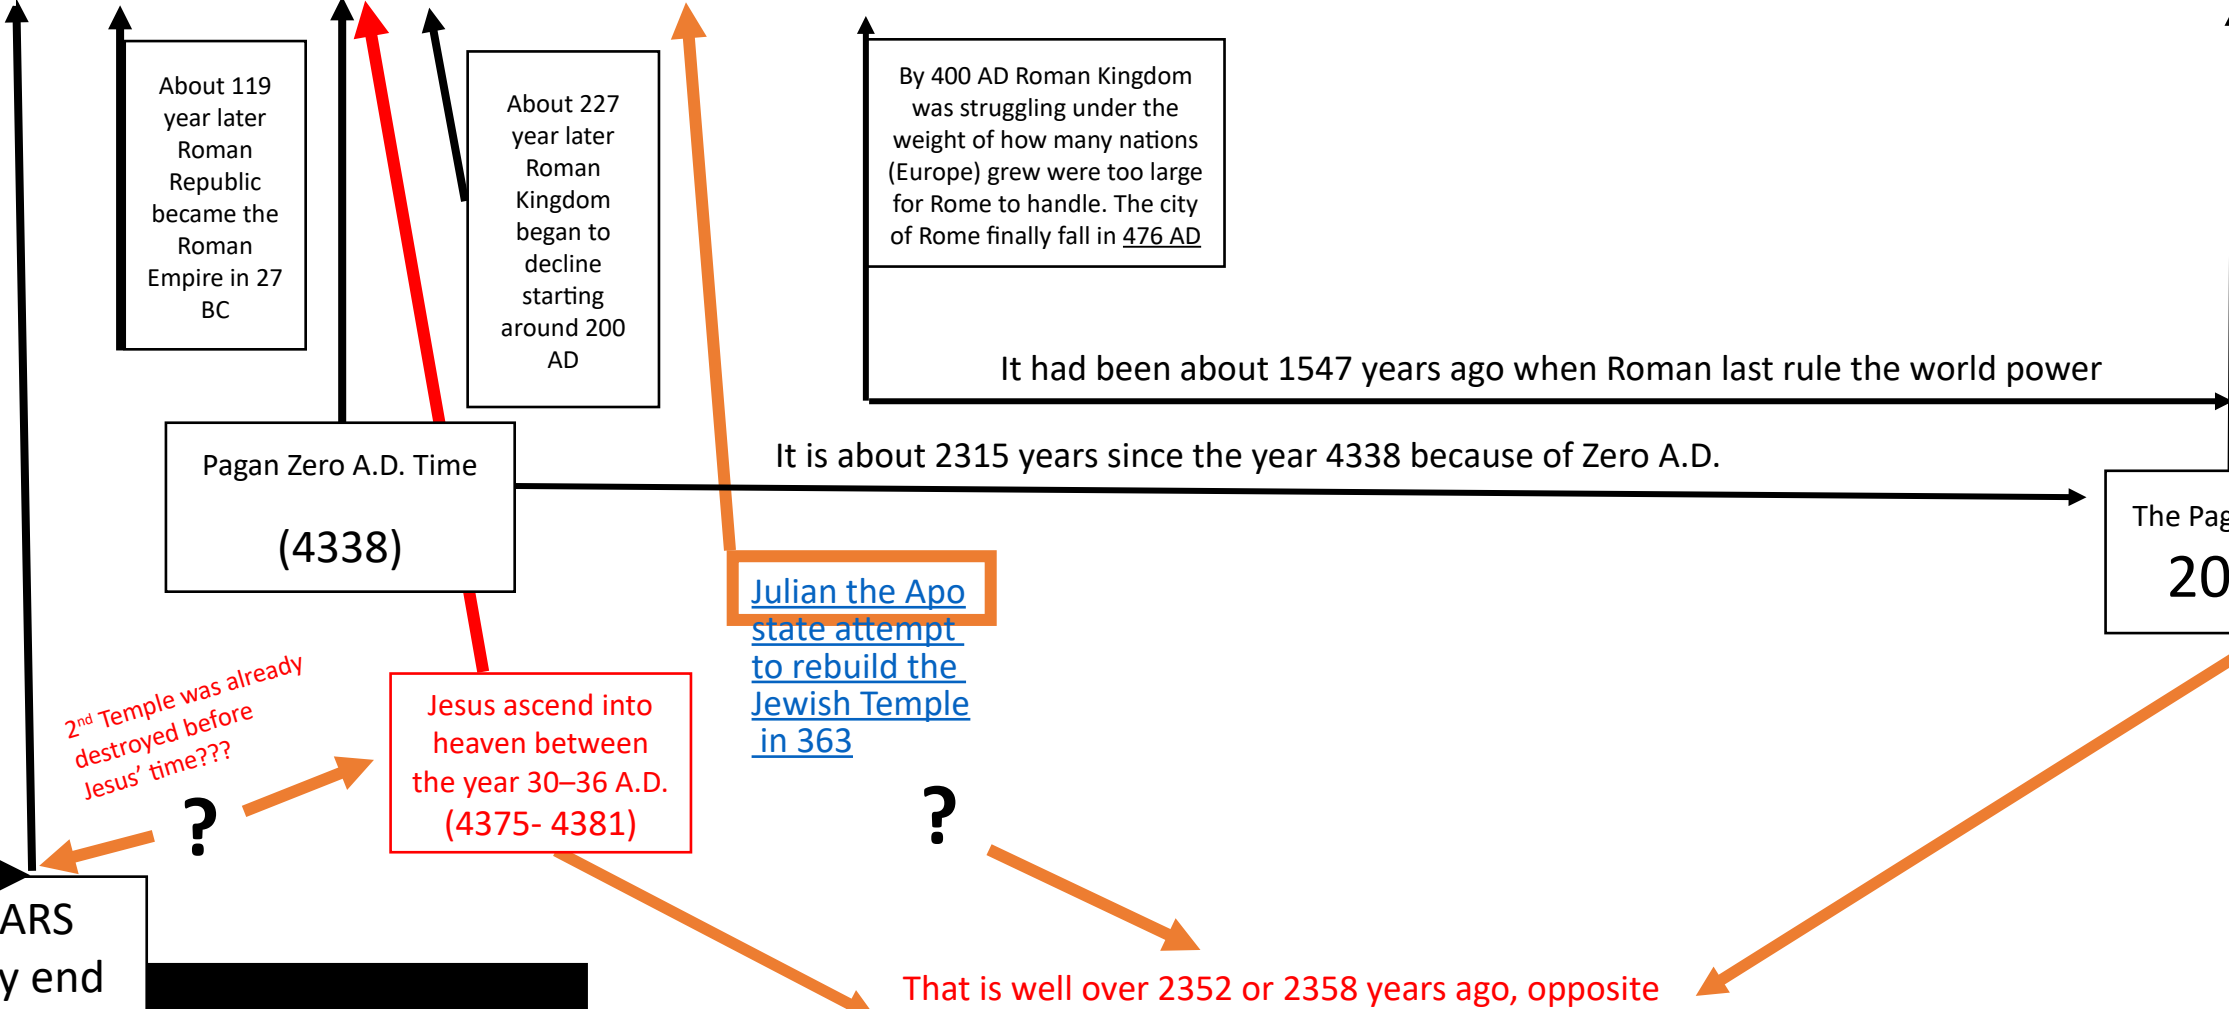 About 119
year later
Roman
Republic
became the
Roman
Empire in 27
BC
About 227
year later
Roman
Kingdom
began to
decline
starting
around 200
AD
By 400 AD Roman Kingdom
was struggling under the
weight of how many nations
(Europe) grew were too large
for Rome to handle. The city
of Rome finally fall in 476 AD
It had been about 1547 years ago when Roman last rule the world power
It is about 2315 years since the year 4338 because of Zero A.D.
Pagan Zero A.D. Time
(4338)
The Pag
20
Julian the Apo
state attempt
to rebuild the
Jewish Temple
in 363
2nd Temple was already
destroyed before
Jesus' time???
?
Jesus ascend into
heaven between
the year 30–36 A.D.
(4375- 4381)
?
ARS
y end
That is well over 2352 or 2358 years ago, opposite